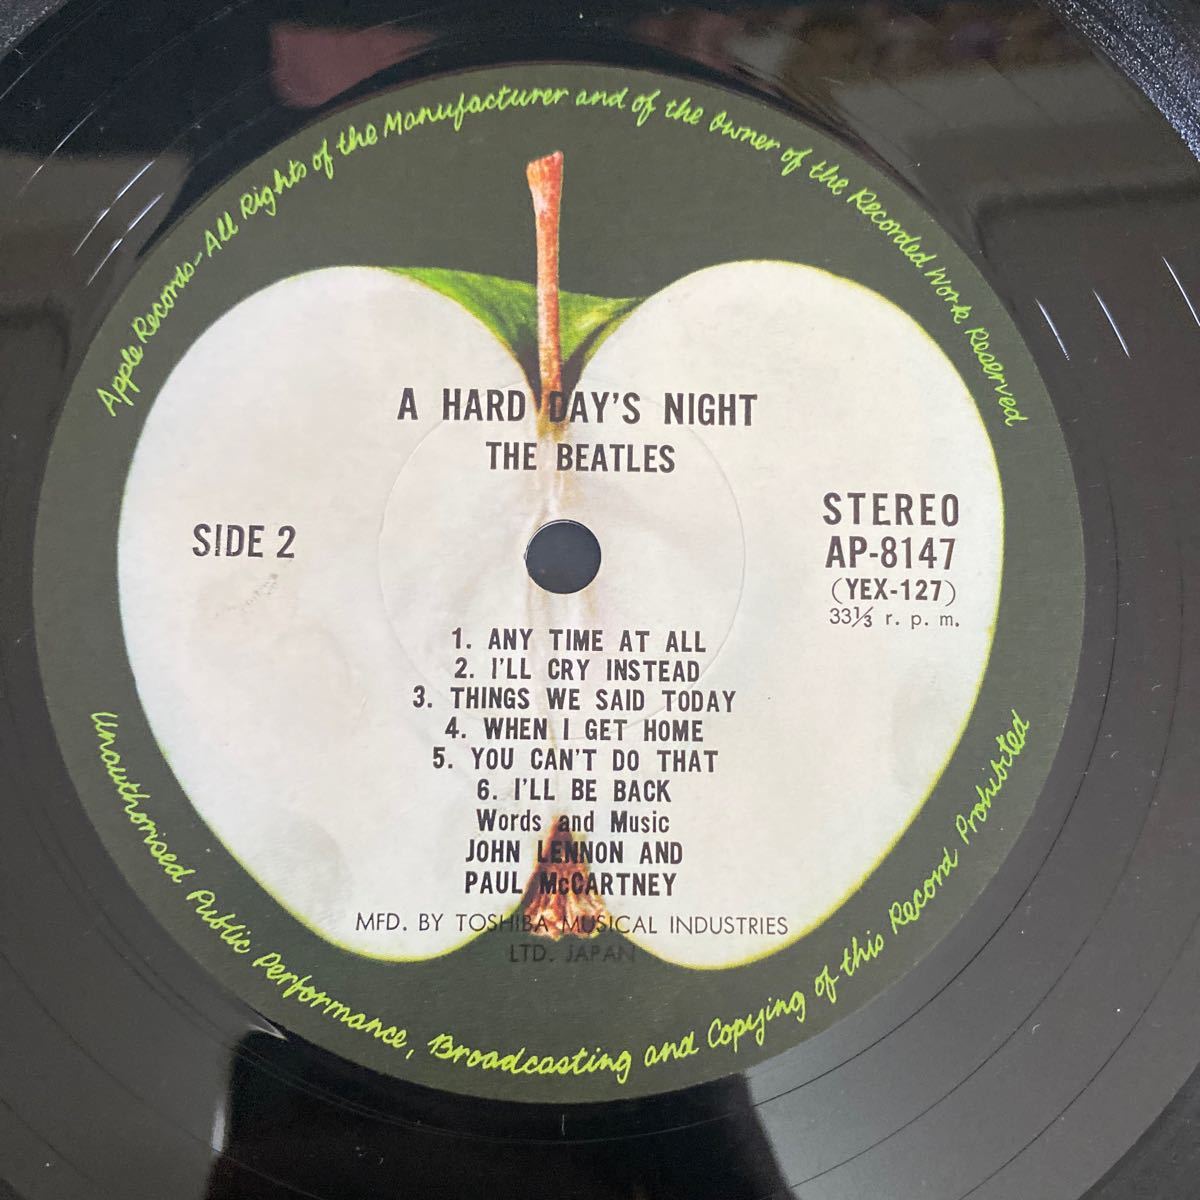 Apple Records-All Rights of the Manufacturer and of the Owner of the Recorded Work Reserved
A HARD DAY'S NIGHT
THE BEATLES
SIDE 2
STEREO
AP-8147
(YEX-127)
33⅓ r. p. m.
1. ANY TIME AT ALL
2. I'LL CRY INSTEAD
3. THINGS WE SAID TODAY
4. WHEN I GET HOME
5. YOU CAN'T DO THAT
6. I'LL BE BACK
Words and Music
JOHN LENNON AND
PAUL McCARTNEY
MFD. BY TOSHIBA MUSICAL INDUSTRIES
LTD. JAPAN
Unauthorised Public Performance, Broadcasting and Copying of this Record Prohibited